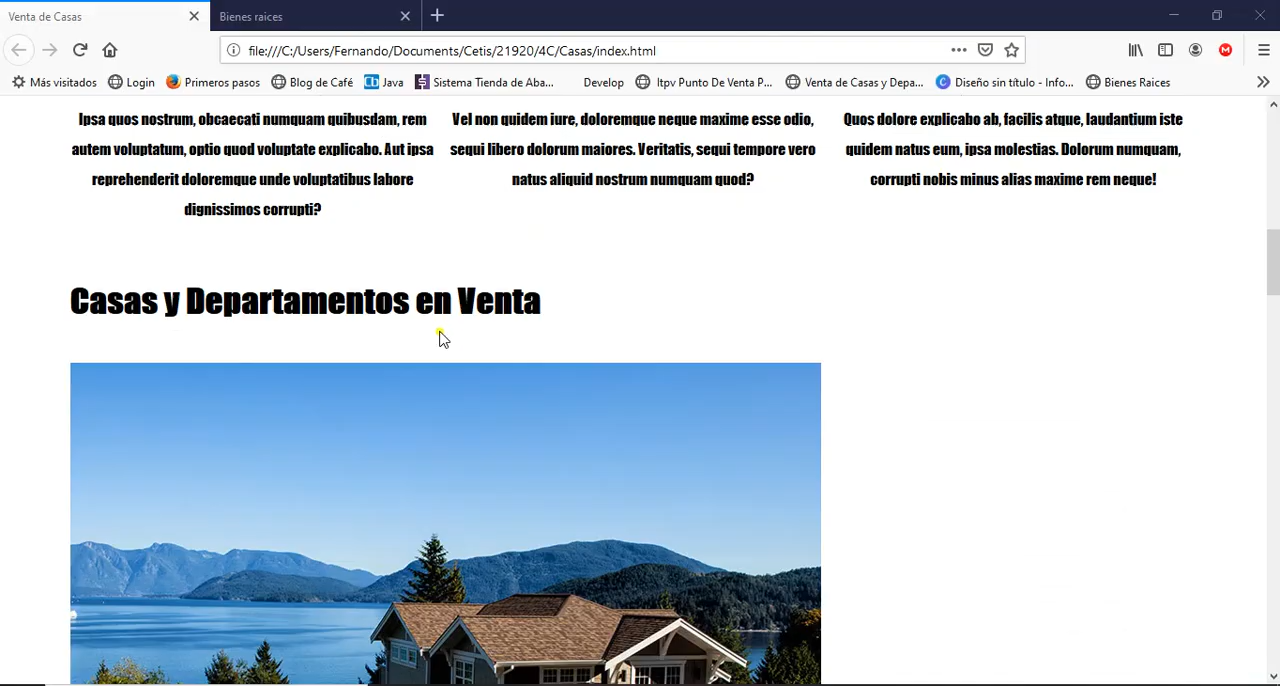 Venta de Casas
Bienes raices
file:///C:/Users/Fernando/Documents/Cetis/21920/4C/Casas/index.html
Más visitados Login Primeros pasos Blog de Café Java Sistema Tienda de Aba... Develop Itpv Punto De Venta P... Venta de Casas y Depa... Diseño sin título - Info... Bienes Raices
Ipsa quos nostrum, obcaecati numquam quibusdam, rem
autem voluptatum, optio quod voluptate explicabo. Aut ipsa
reprehenderit doloremque unde voluptatibus labore
dignissimos corrupti?
Vel non quidem iure, doloremque neque maxime esse odio,
sequi libero dolorum maiores. Veritatis, sequi tempore vero
natus aliquid nostrum numquam quod?
Quos dolore explicabo ab, facilis atque, laudantium iste
quidem natus eum, ipsa molestias. Dolorum numquam,
corrupti nobis minus alias maxime rem neque!
Casas y Departamentos en Venta